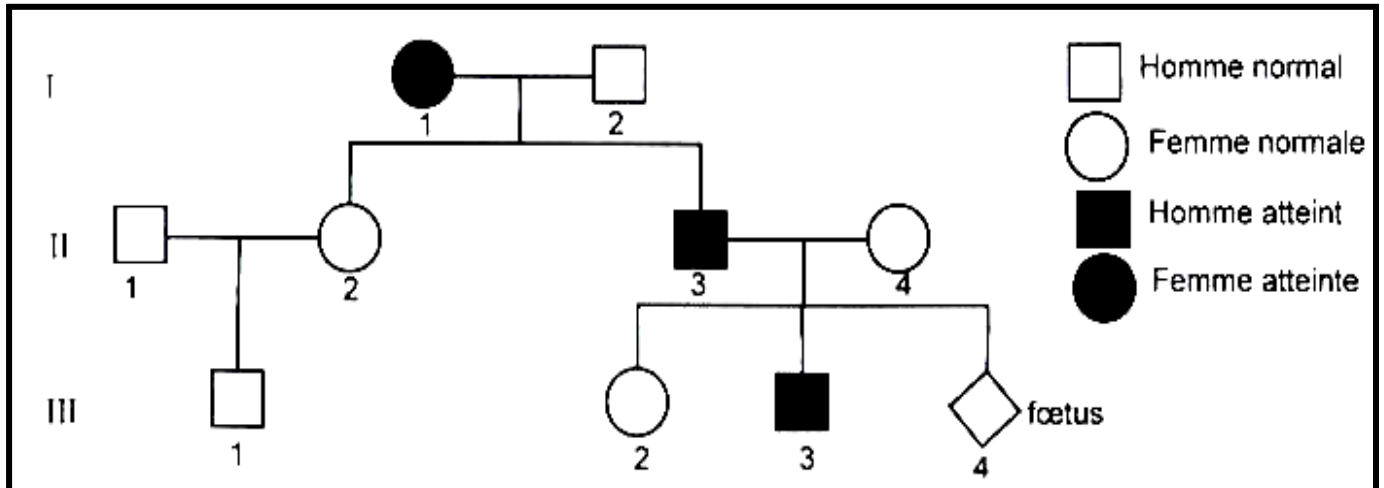 I
1
2
Homme normal
Femme normale
Homme atteint
Femme atteinte
II
1
2
3
4
III
1
2
3
4
fœtus